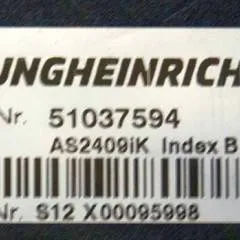 UNGHEINRICH
Nr. 51037594
AS2409iK Index B
Nr. S12 X00095998